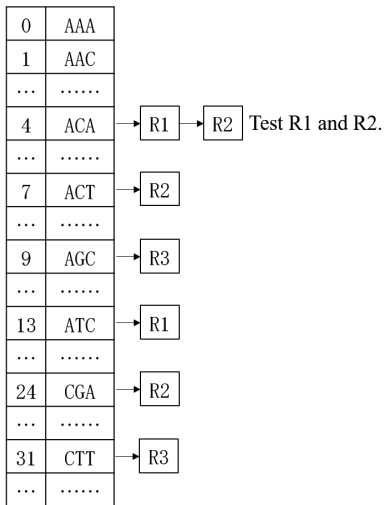 0 AAA
1 AAC
... ......
4 ACA R1 R2 Test R1 and R2.
... ......
7 ACT R2
... ......
9 AGC R3
... ......
13 ATC R1
... ......
24 CGA R2
... ......
31 CTT R3
... ......